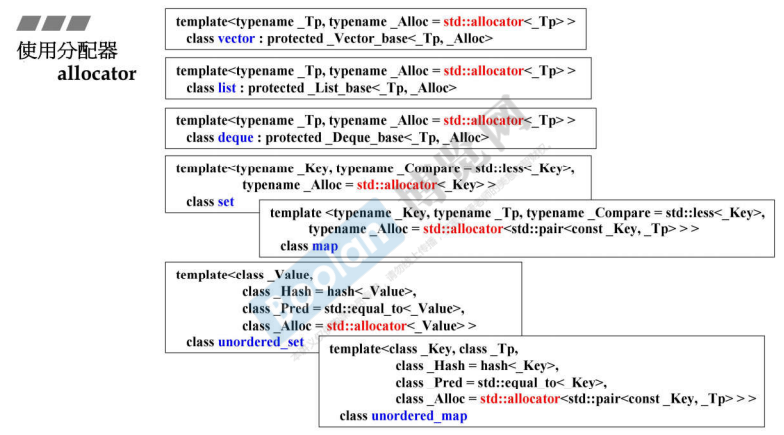 使用分配器
allocator
template<typename _Tp, typename _Alloc = std::allocator<_Tp> >
class vector : protected _Vector_base<_Tp, _Alloc>
template<typename _Tp, typename _Alloc = std::allocator<_Tp> >
class list : protected _List_base<_Tp, _Alloc>
template<typename _Tp, typename _Alloc = std::allocator<_Tp> >
class deque : protected _Deque_base<_Tp, _Alloc>
template<typename _Key, typename _Compare = std::less<_Key>,
typename _Alloc = std::allocator<_Key> >
class set
template <typename _Key, typename _Tp, typename _Compare = std::less<_Key>,
typename _Alloc = std::allocator<std::pair<const _Key, _Tp> > >
class map
template<class _Value,
class _Hash = hash<_Value>,
class _Pred = std::equal_to<_Value>,
class _Alloc = std::allocator<_Value> >
class unordered_set
template<class _Key, class _Tp,
class _Hash = hash<_Key>,
class _Pred = std::equal_to<_Key>,
class _Alloc = std::allocator<std::pair<const _Key, _Tp> > >
class unordered_map
Boolan
博览网